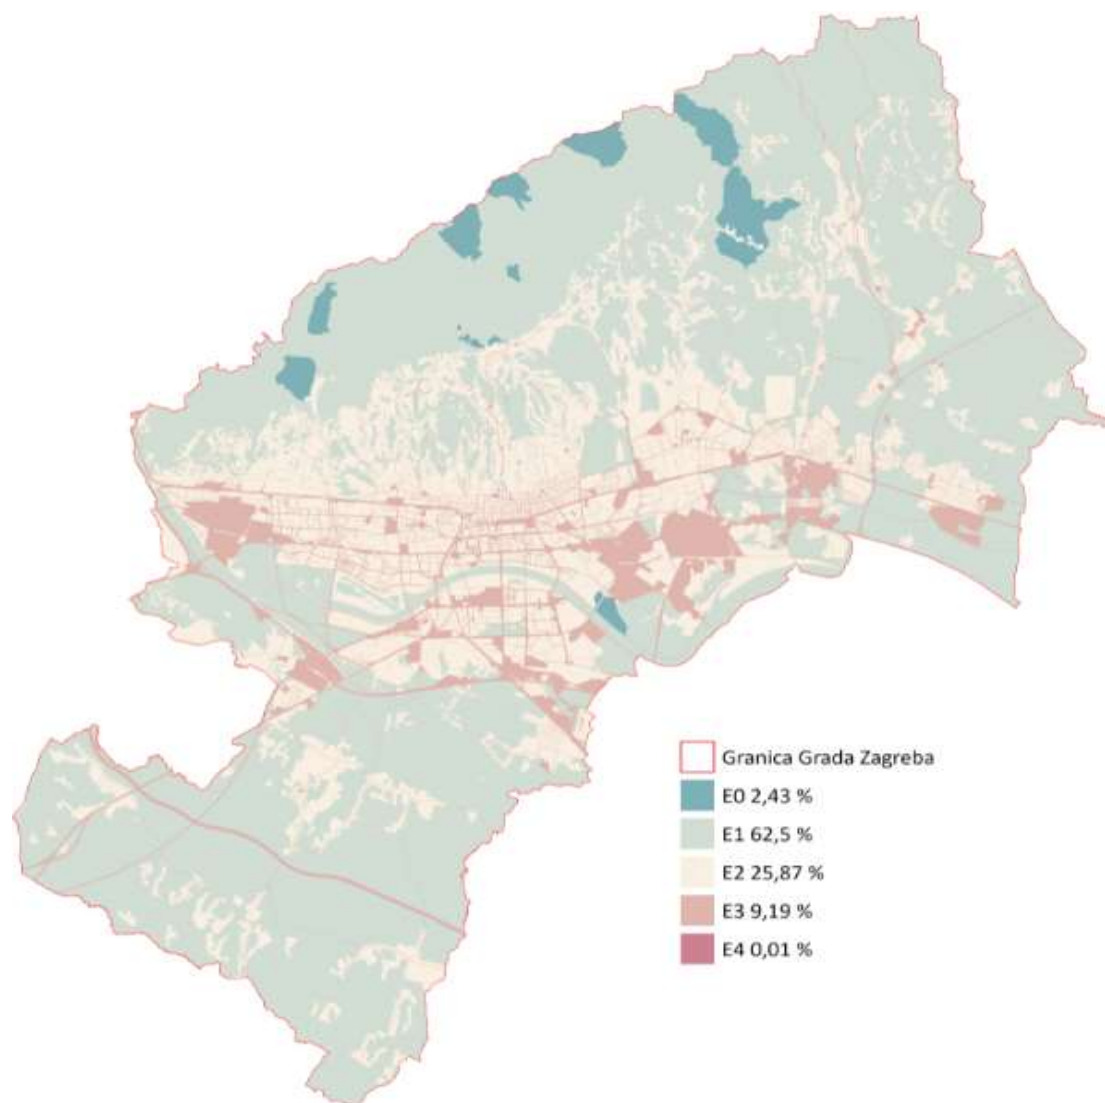 Granica Grada Zagreba
E0 2,43 %
E1 62,5 %
E2 25,87 %
E3 9,19 %
E4 0,01 %